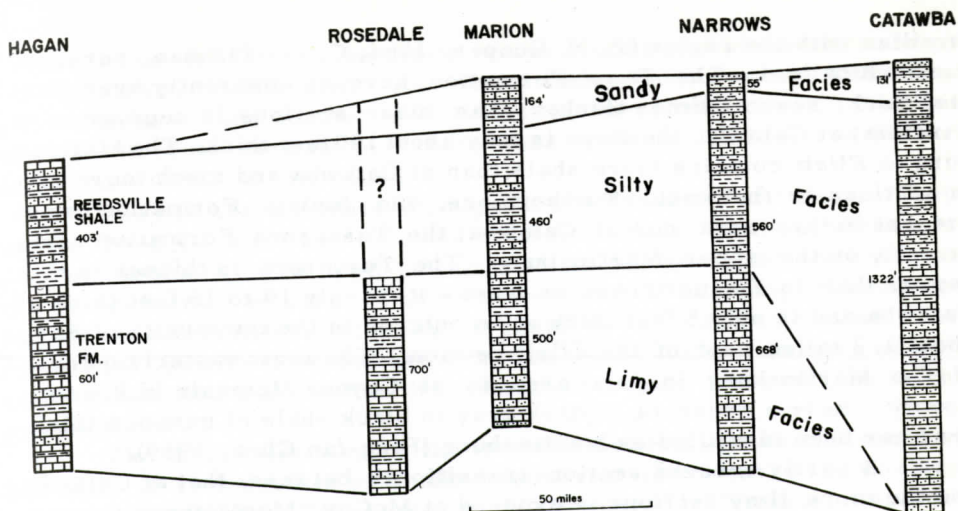 HAGAN
ROSEDALE
MARION
NARROWS
CATAWBA
164'
Sandy
55'
Facies
131'
REEDSVILLE
SHALE
403'
?
460'
Silty
560'
Facies
1322'
TRENTON
FM.
601'
700'
500'
Limy
668'
Facies
50 miles